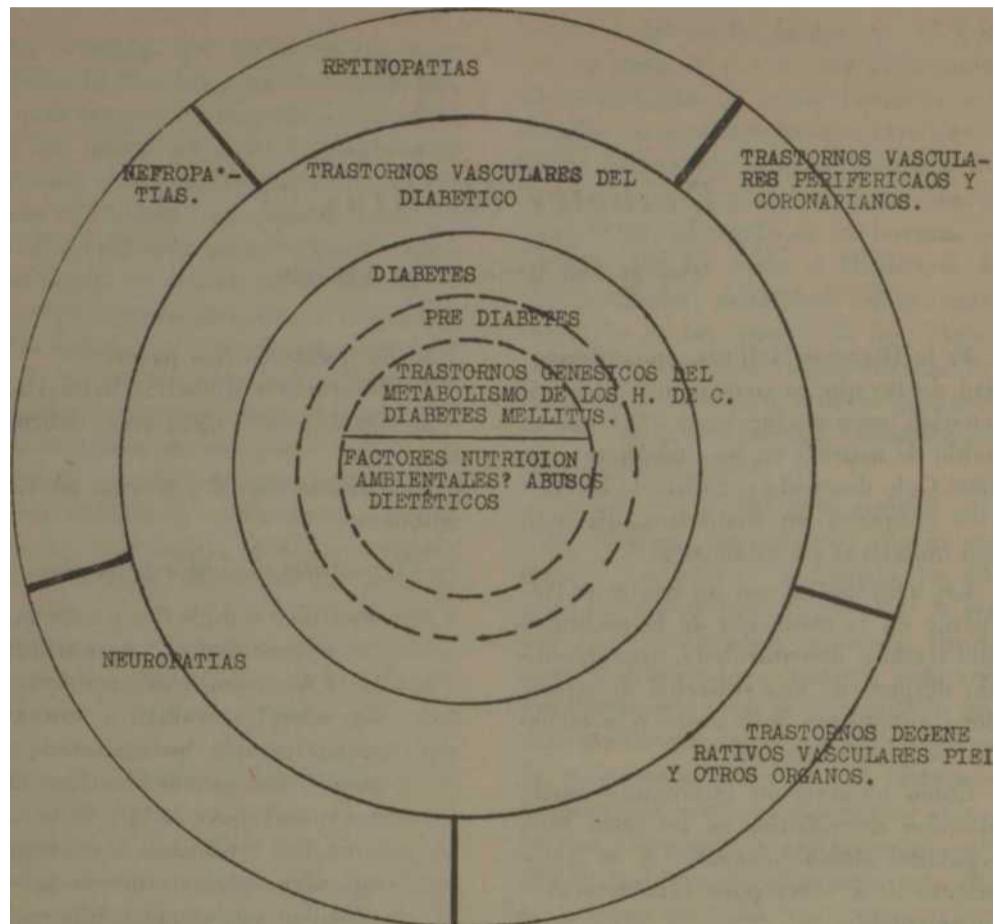 RETINOPATIAS
NEFROPA-
TIAS.
TRASTORNOS VASCULARES DEL
DIABETICO
TRASTORNOS VASCULA-
RES PERIFERICAOS Y
CORONARIANOS.
DIABETES
PRE DIABETES
TRASTORNOS GENESICOS DEL
METABOLISMO DE LOS H. DE C.
DIABETES MELLITUS.
FACTORES NUTRICION
AMBIENTALES? ABUSOS
DIETÉTICOS
NEUROPATIAS
TRASTORNOS DEGENE
RATIVOS VASCULARES PIEL
Y OTROS ORGANOS.